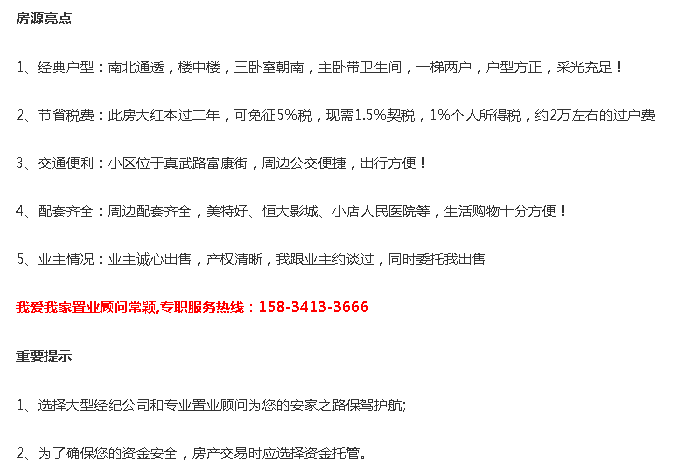 房源亮点
1、经典户型：南北通透，楼中楼，三卧室朝南，主卧带卫生间，一梯两户，户型方正，采光充足！
2、节省税费：此房大红本过二年，可免征5%税，现需1.5%契税，1%个人所得税，约2万左右的过户费
3、交通便利：小区位于真武路富康街，周边公交便捷，出行方便！
4、配套齐全：周边配套齐全，美特好、恒大影城、小店人民医院等，生活购物十分方便！
5、业主情况：业主诚心出售，产权清晰，我跟业主约谈过，同时委托我出售
我爱我家置业顾问常颖,专职服务热线：158-3413-3666
重要提示
1、选择大型经纪公司和专业置业顾问为您的安家之路保驾护航;
2、为了确保您的资金安全，房产交易时应选择资金托管。